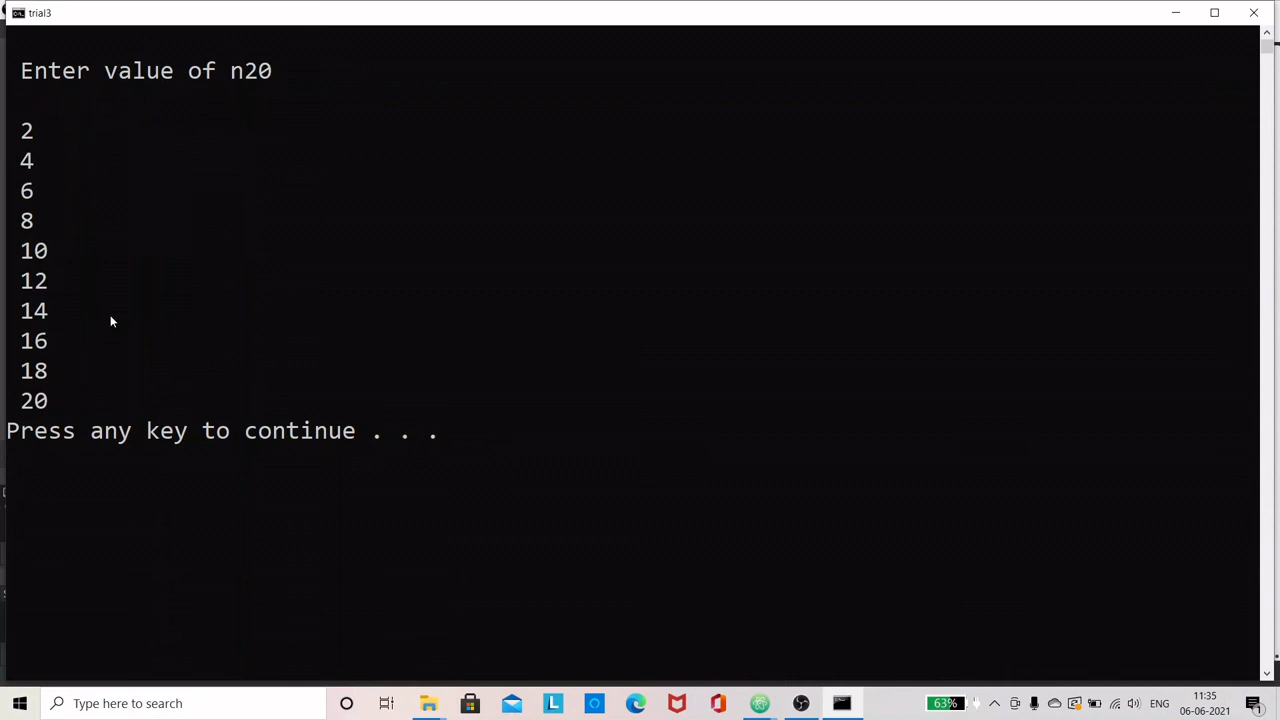 trial3
Enter value of n20
2
4
6
8
10
12
14
16
18
20
Press any key to continue . . .
Type here to search
L
63%
ENG
11:35
06-06-2021
1